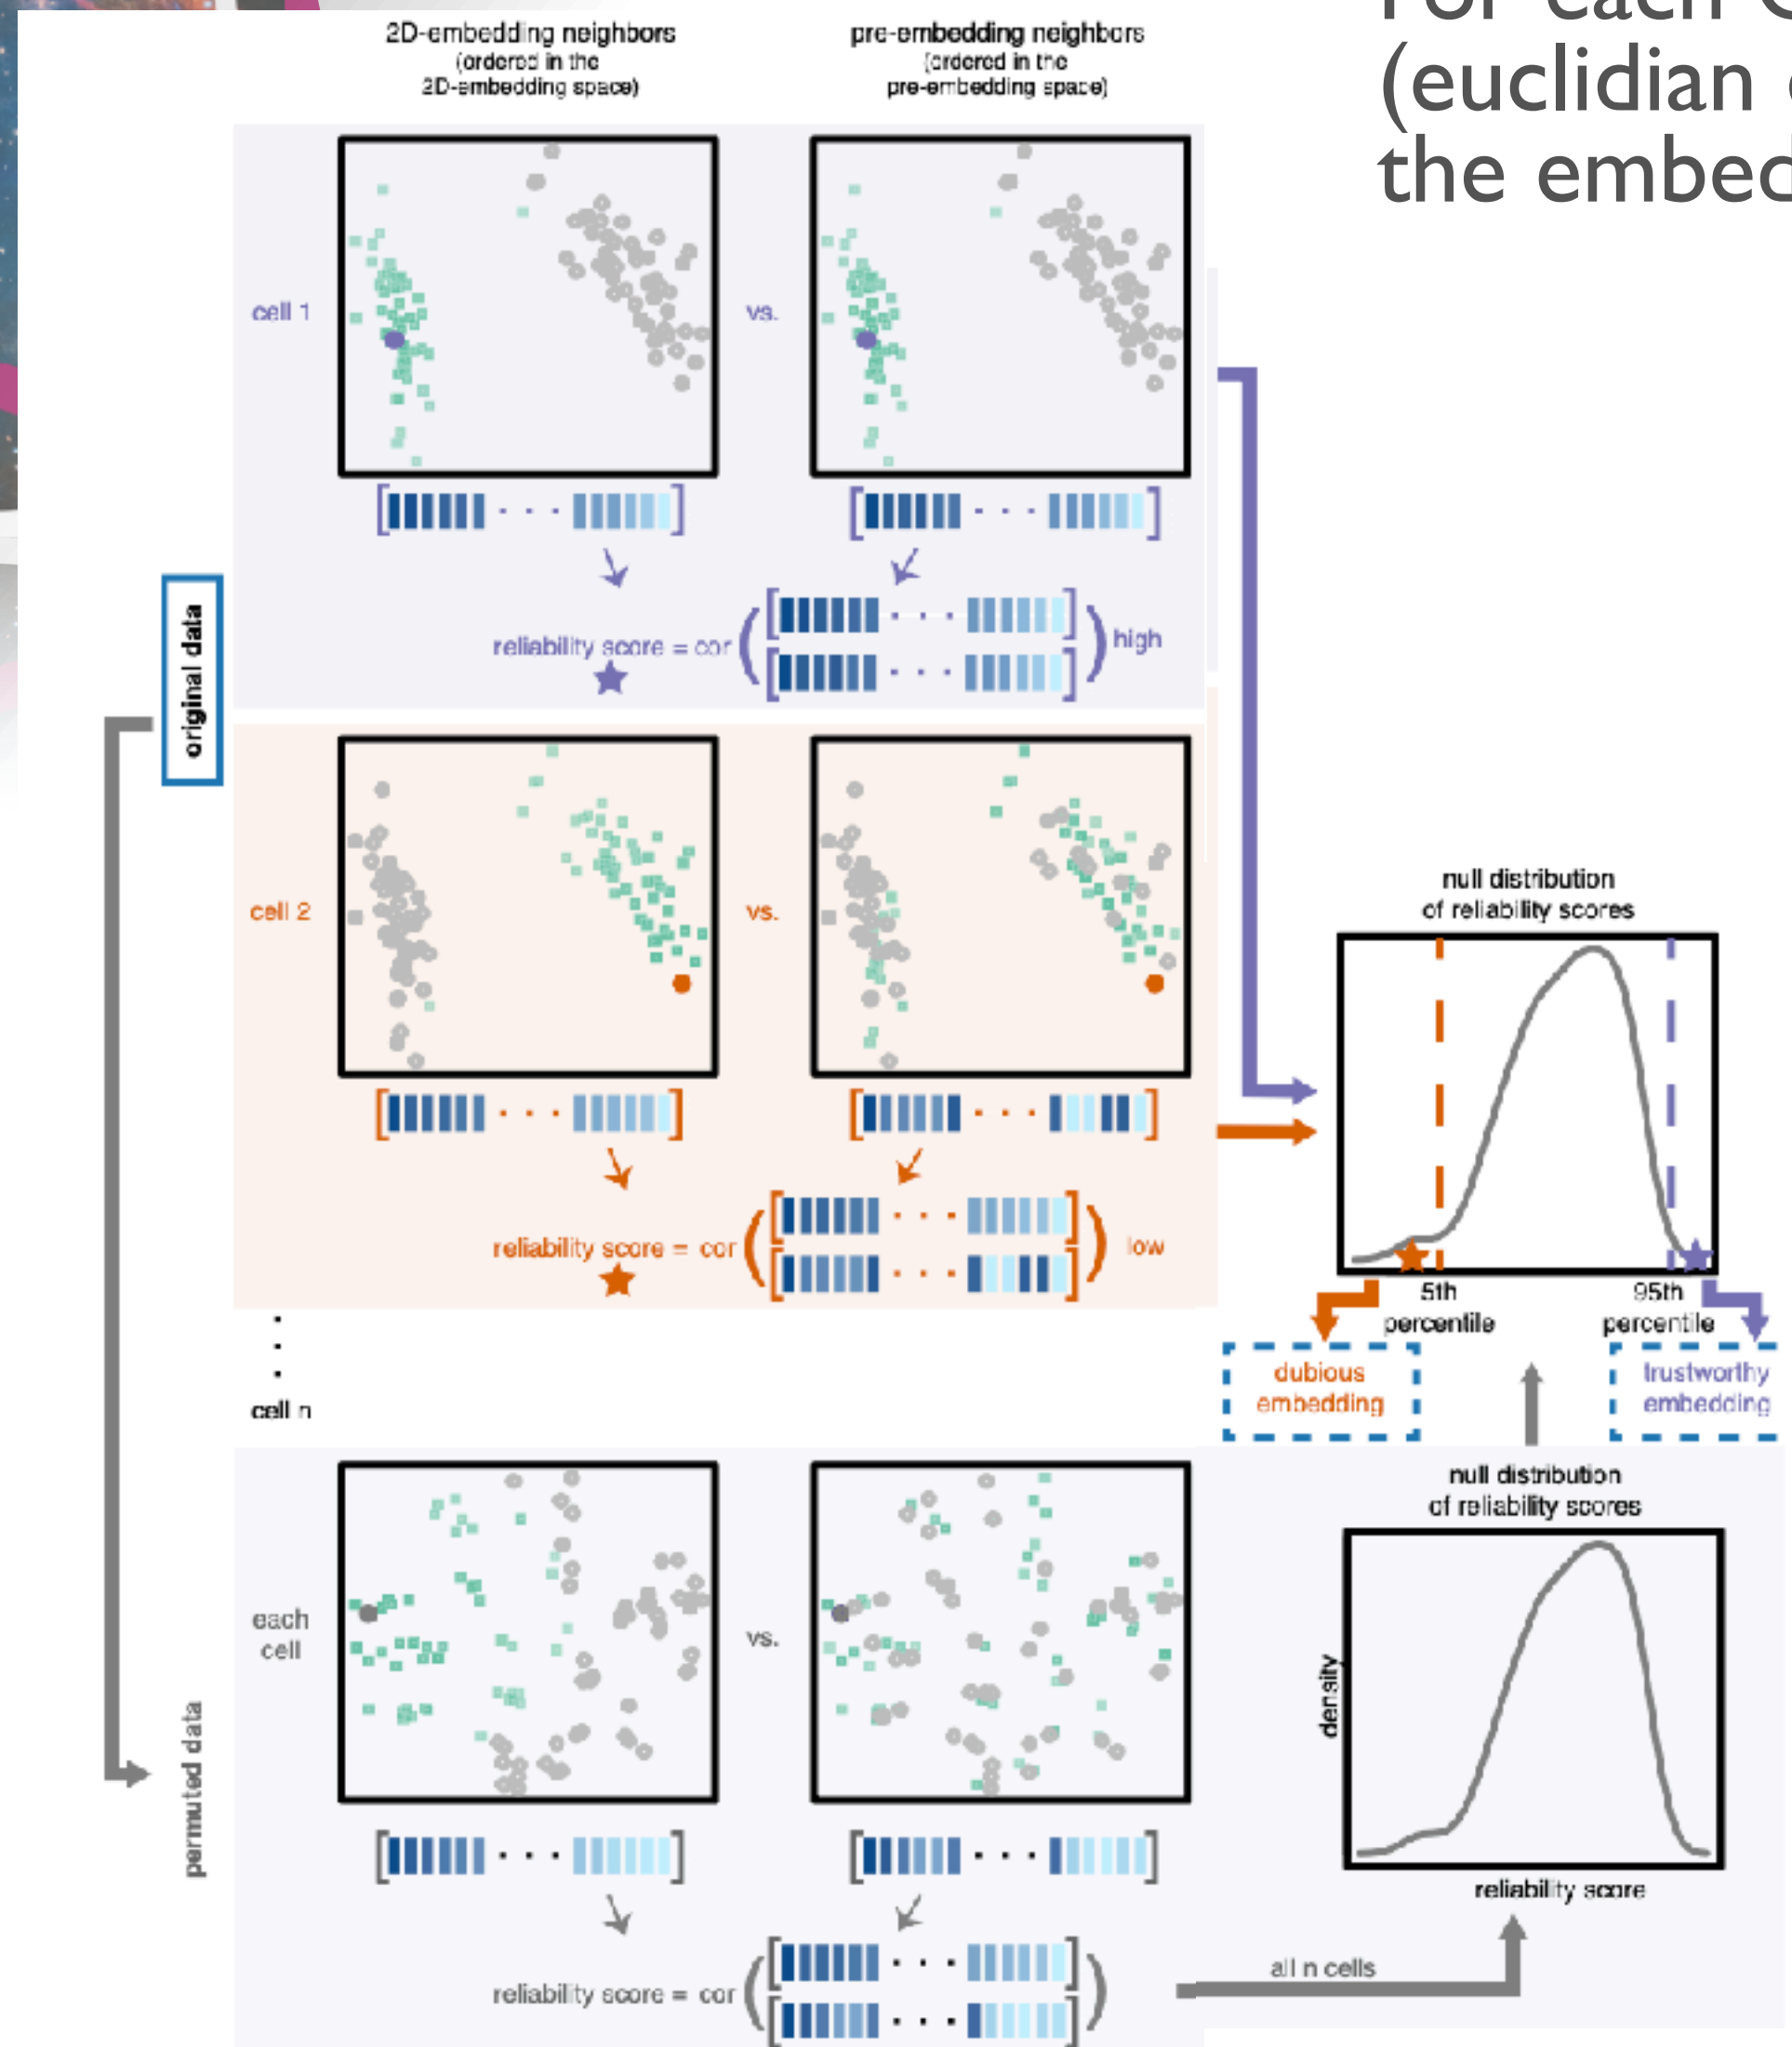 For each
(euclidian
the embed
2D-embedding neighbors
(ordered in the
2D-embedding space)
pre-embedding neighbors
(ordered in the
pre-embedding space)
cell 1
vs.
reliability score = cor
high
original data
cell 2
vs.
reliability score = cor
low
cell n
null distribution
of reliability scores
5th
percentile
95th
percentile
dubious
embedding
trustworthy
embedding
permuted data
each
cell
vs.
reliability score = cor
all n cells
null distribution
of reliability scores
density
reliability score